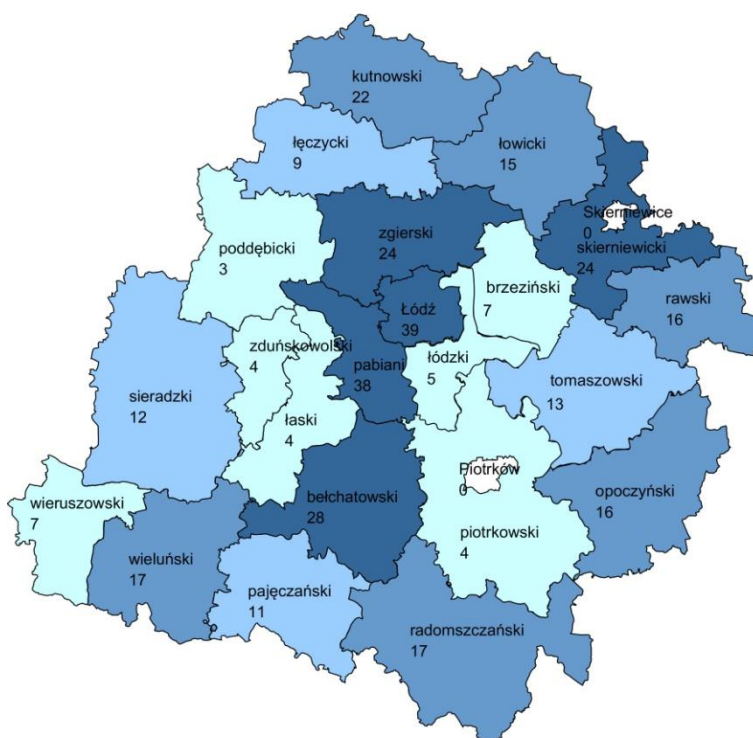 kutnowski
22
łęczycki
9
łowicki
15
Skierniewice
0
skierniewicki
24
zgierski
24
poddębicki
3
brzeziński
7
rawski
16
Łódź
39
zduńskowolski
4
pabiani
38
łódzki
5
tomaszowski
13
sieradzki
12
łaski
4
Piotrków
0
opoczyński
16
wieruszowski
7
bełchatowski
28
piotrkowski
4
wieluński
17
pajęczański
11
radomszczański
17